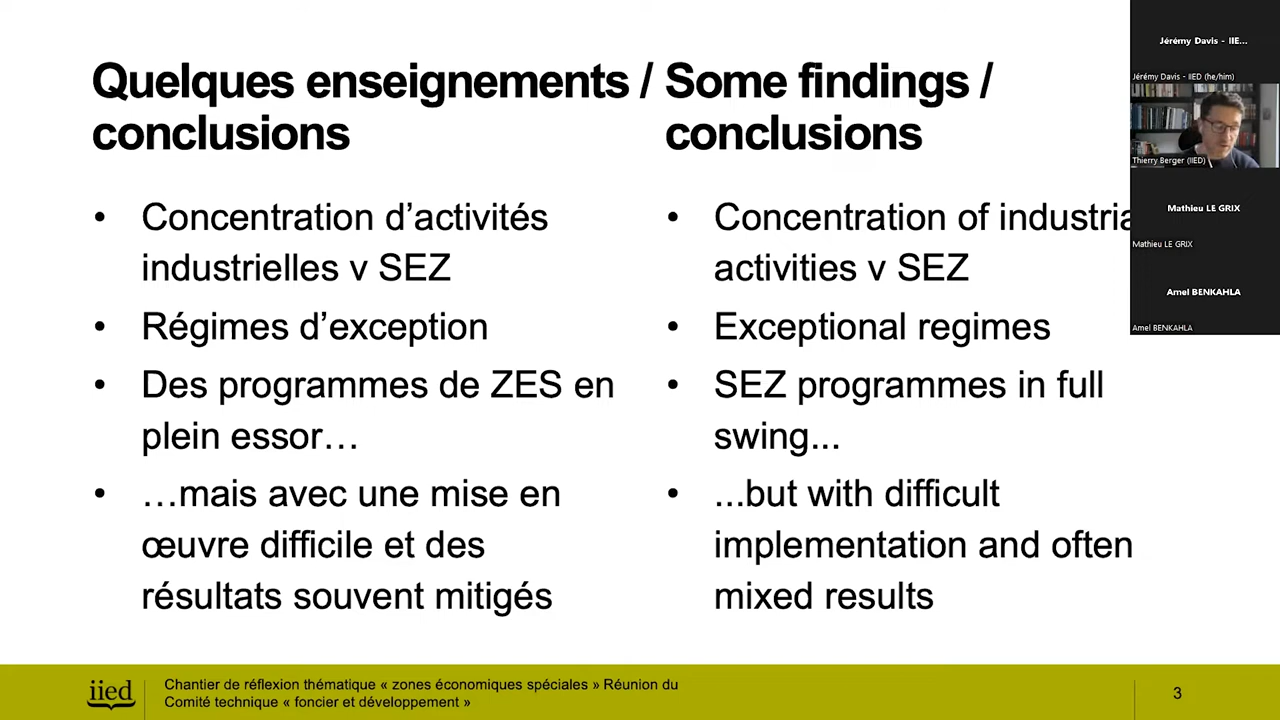 Quelques enseignements /
conclusions
• Concentration d’activités
industrielles v SEZ
• Régimes d’exception
• Des programmes de ZES en
plein essor…
• …mais avec une mise en
œuvre difficile et des
résultats souvent mitigés
Some findings /
conclusions
• Concentration of industria
activities v SEZ
• Exceptional regimes
• SEZ programmes in full
swing...
• ...but with difficult
implementation and often
mixed results
Jérémy Davis - IIE...
Jérémy Davis - IIED (he/him)
Thierry Berger (IIED)
Mathieu LE GRIX
Mathieu LE GRIX
Amel BENKAHLA
Amel BENKAHLA
iied
Chantier de réflexion thématique « zones économiques spéciales » Réunion du
Comité technique « foncier et développement »
3